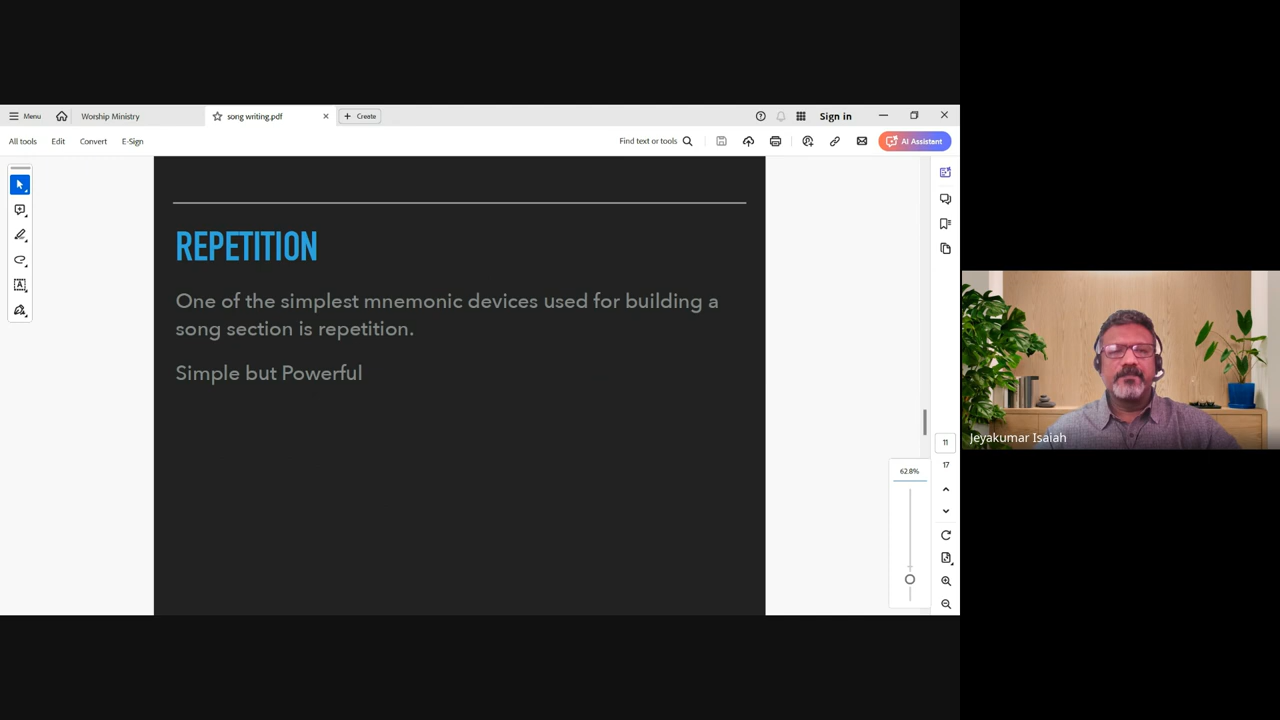 Menu
Worship Ministry
song writing.pdf
Create
Sign in
All tools
Edit
Convert
E-Sign
Find text or tools
AI Assistant
REPETITION
One of the simplest mnemonic devices used for building a
song section is repetition.
Simple but Powerful
11
17
62.8%
Jeyakumar Isaiah